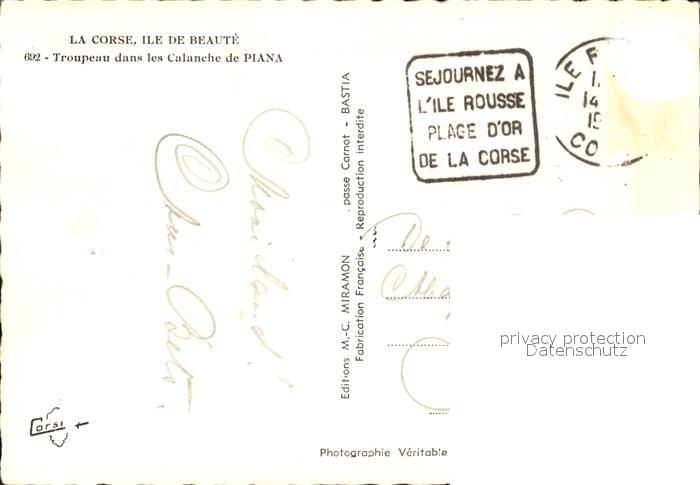 LA CORSE, ILE DE BEAUTÉ
692 - Troupeau dans les Calanche de PIANA
SEJOURNEZ A
L'ILE ROUSSE
PLAGE D'OR
DE LA CORSE
ILE
14
CO
Editions M.-C. MIRAMON passe Carnot - BASTIA
Fabrication Française - Reproduction interdite
De
privacy protection
Datenschutz
Corsi
Photographie Véritable